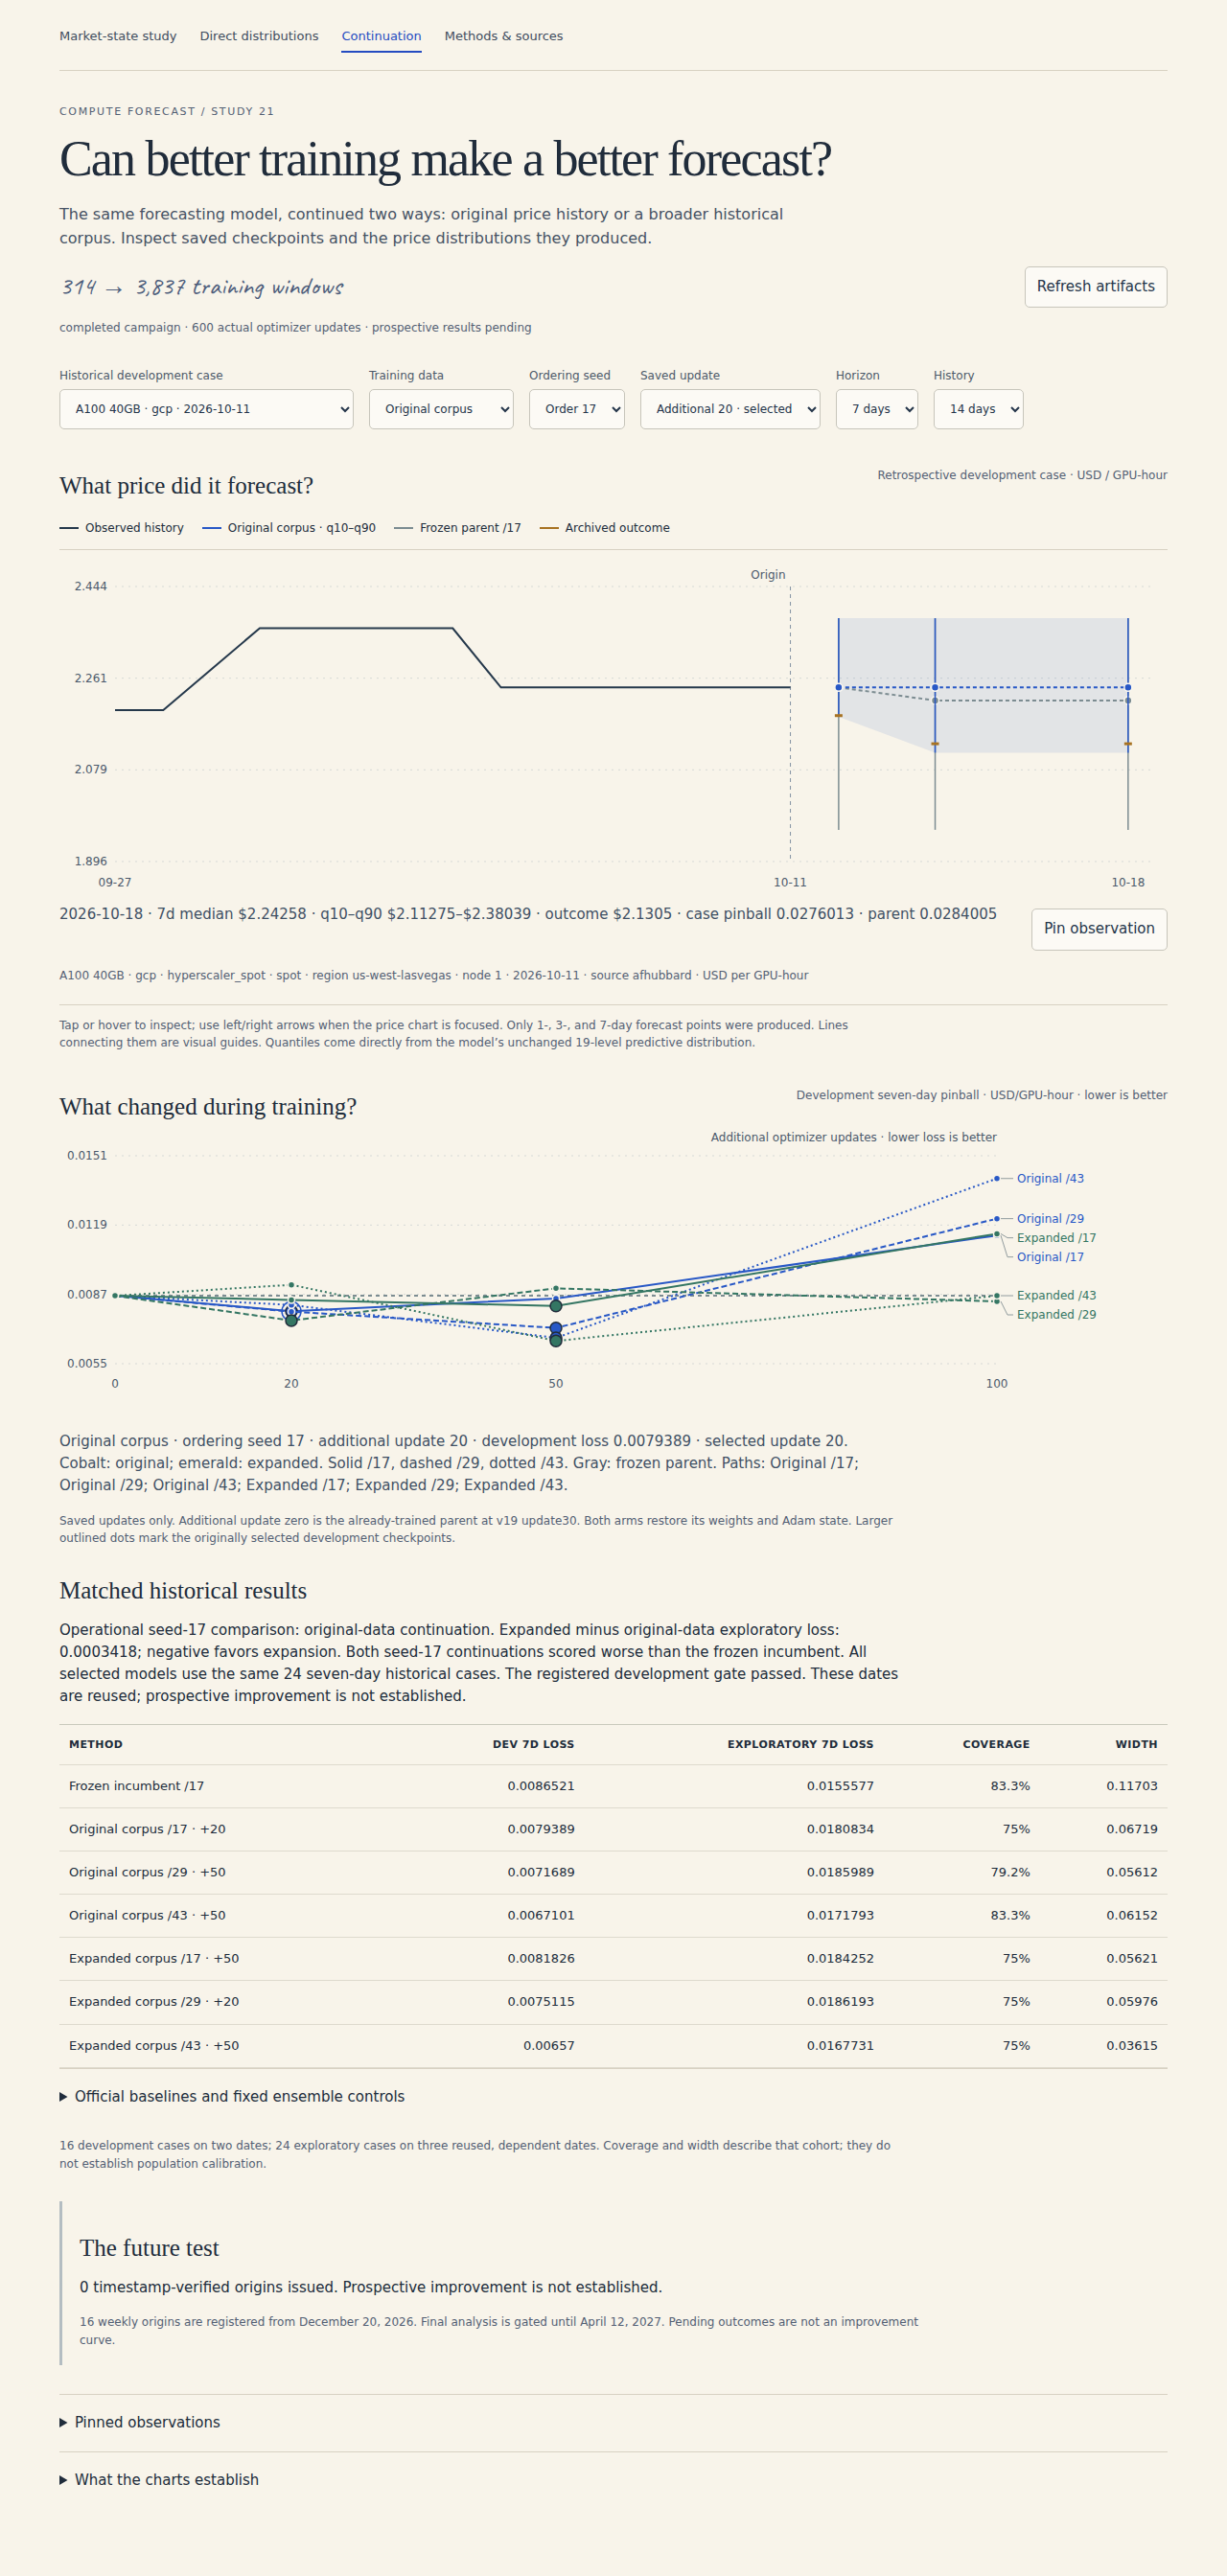 Market-state study Direct distributions Continuation Methods & sources
COMPUTE FORECAST / STUDY 21
Can better training make a better forecast?
The same forecasting model, continued two ways: original price history or a broader historical
corpus. Inspect saved checkpoints and the price distributions they produced.
314 → 3,837 training windows
Refresh artifacts
completed campaign · 600 actual optimizer updates · prospective results pending
Historical development case Training data Ordering seed Saved update Horizon History
A100 40GB · gcp · 2026-10-11 Original corpus Order 17 Additional 20 · selected 7 days 14 days
What price did it forecast?
Retrospective development case · USD / GPU-hour
Observed history Original corpus · q10–q90 Frozen parent /17 Archived outcome
Origin
2.444
2.261
2.079
1.896
09-27 10-11 10-18
2026-10-18 · 7d median $2.24258 · q10–q90 $2.11275–$2.38039 · outcome $2.1305 · case pinball 0.0276013 · parent 0.0284005
Pin observation
A100 40GB · gcp · hyperscaler_spot · spot · region us-west-lasvegas · node 1 · 2026-10-11 · source afhubbard · USD per GPU-hour
Tap or hover to inspect; use left/right arrows when the price chart is focused. Only 1-, 3-, and 7-day forecast points were produced. Lines
connecting them are visual guides. Quantiles come directly from the model’s unchanged 19-level predictive distribution.
What changed during training?
Development seven-day pinball · USD/GPU-hour · lower is better
Additional optimizer updates · lower loss is better
0.0151
0.0119
0.0087
0.0055
Original /43
Original /29
Expanded /17
Original /17
Expanded /43
Expanded /29
0 20 50 100
Original corpus · ordering seed 17 · additional update 20 · development loss 0.0079389 · selected update 20.
Cobalt: original; emerald: expanded. Solid /17, dashed /29, dotted /43. Gray: frozen parent. Paths: Original /17;
Original /29; Original /43; Expanded /17; Expanded /29; Expanded /43.
Saved updates only. Additional update zero is the already-trained parent at v19 update30. Both arms restore its weights and Adam state. Larger
outlined dots mark the originally selected development checkpoints.
Matched historical results
Operational seed-17 comparison: original-data continuation. Expanded minus original-data exploratory loss:
0.0003418; negative favors expansion. Both seed-17 continuations scored worse than the frozen incumbent. All
selected models use the same 24 seven-day historical cases. The registered development gate passed. These dates
are reused; prospective improvement is not established.
METHOD DEV 7D LOSS EXPLORATORY 7D LOSS COVERAGE WIDTH
Frozen incumbent /17 0.0086521 0.0155577 83.3% 0.11703
Original corpus /17 · +20 0.0079389 0.0180834 75% 0.06719
Original corpus /29 · +50 0.0071689 0.0185989 79.2% 0.05612
Original corpus /43 · +50 0.0067101 0.0171793 83.3% 0.06152
Expanded corpus /17 · +50 0.0081826 0.0184252 75% 0.05621
Expanded corpus /29 · +20 0.0075115 0.0186193 75% 0.05976
Expanded corpus /43 · +50 0.00657 0.0167731 75% 0.03615
Official baselines and fixed ensemble controls
16 development cases on two dates; 24 exploratory cases on three reused, dependent dates. Coverage and width describe that cohort; they do
not establish population calibration.
The future test
0 timestamp-verified origins issued. Prospective improvement is not established.
16 weekly origins are registered from December 20, 2026. Final analysis is gated until April 12, 2027. Pending outcomes are not an improvement
curve.
Pinned observations
What the charts establish